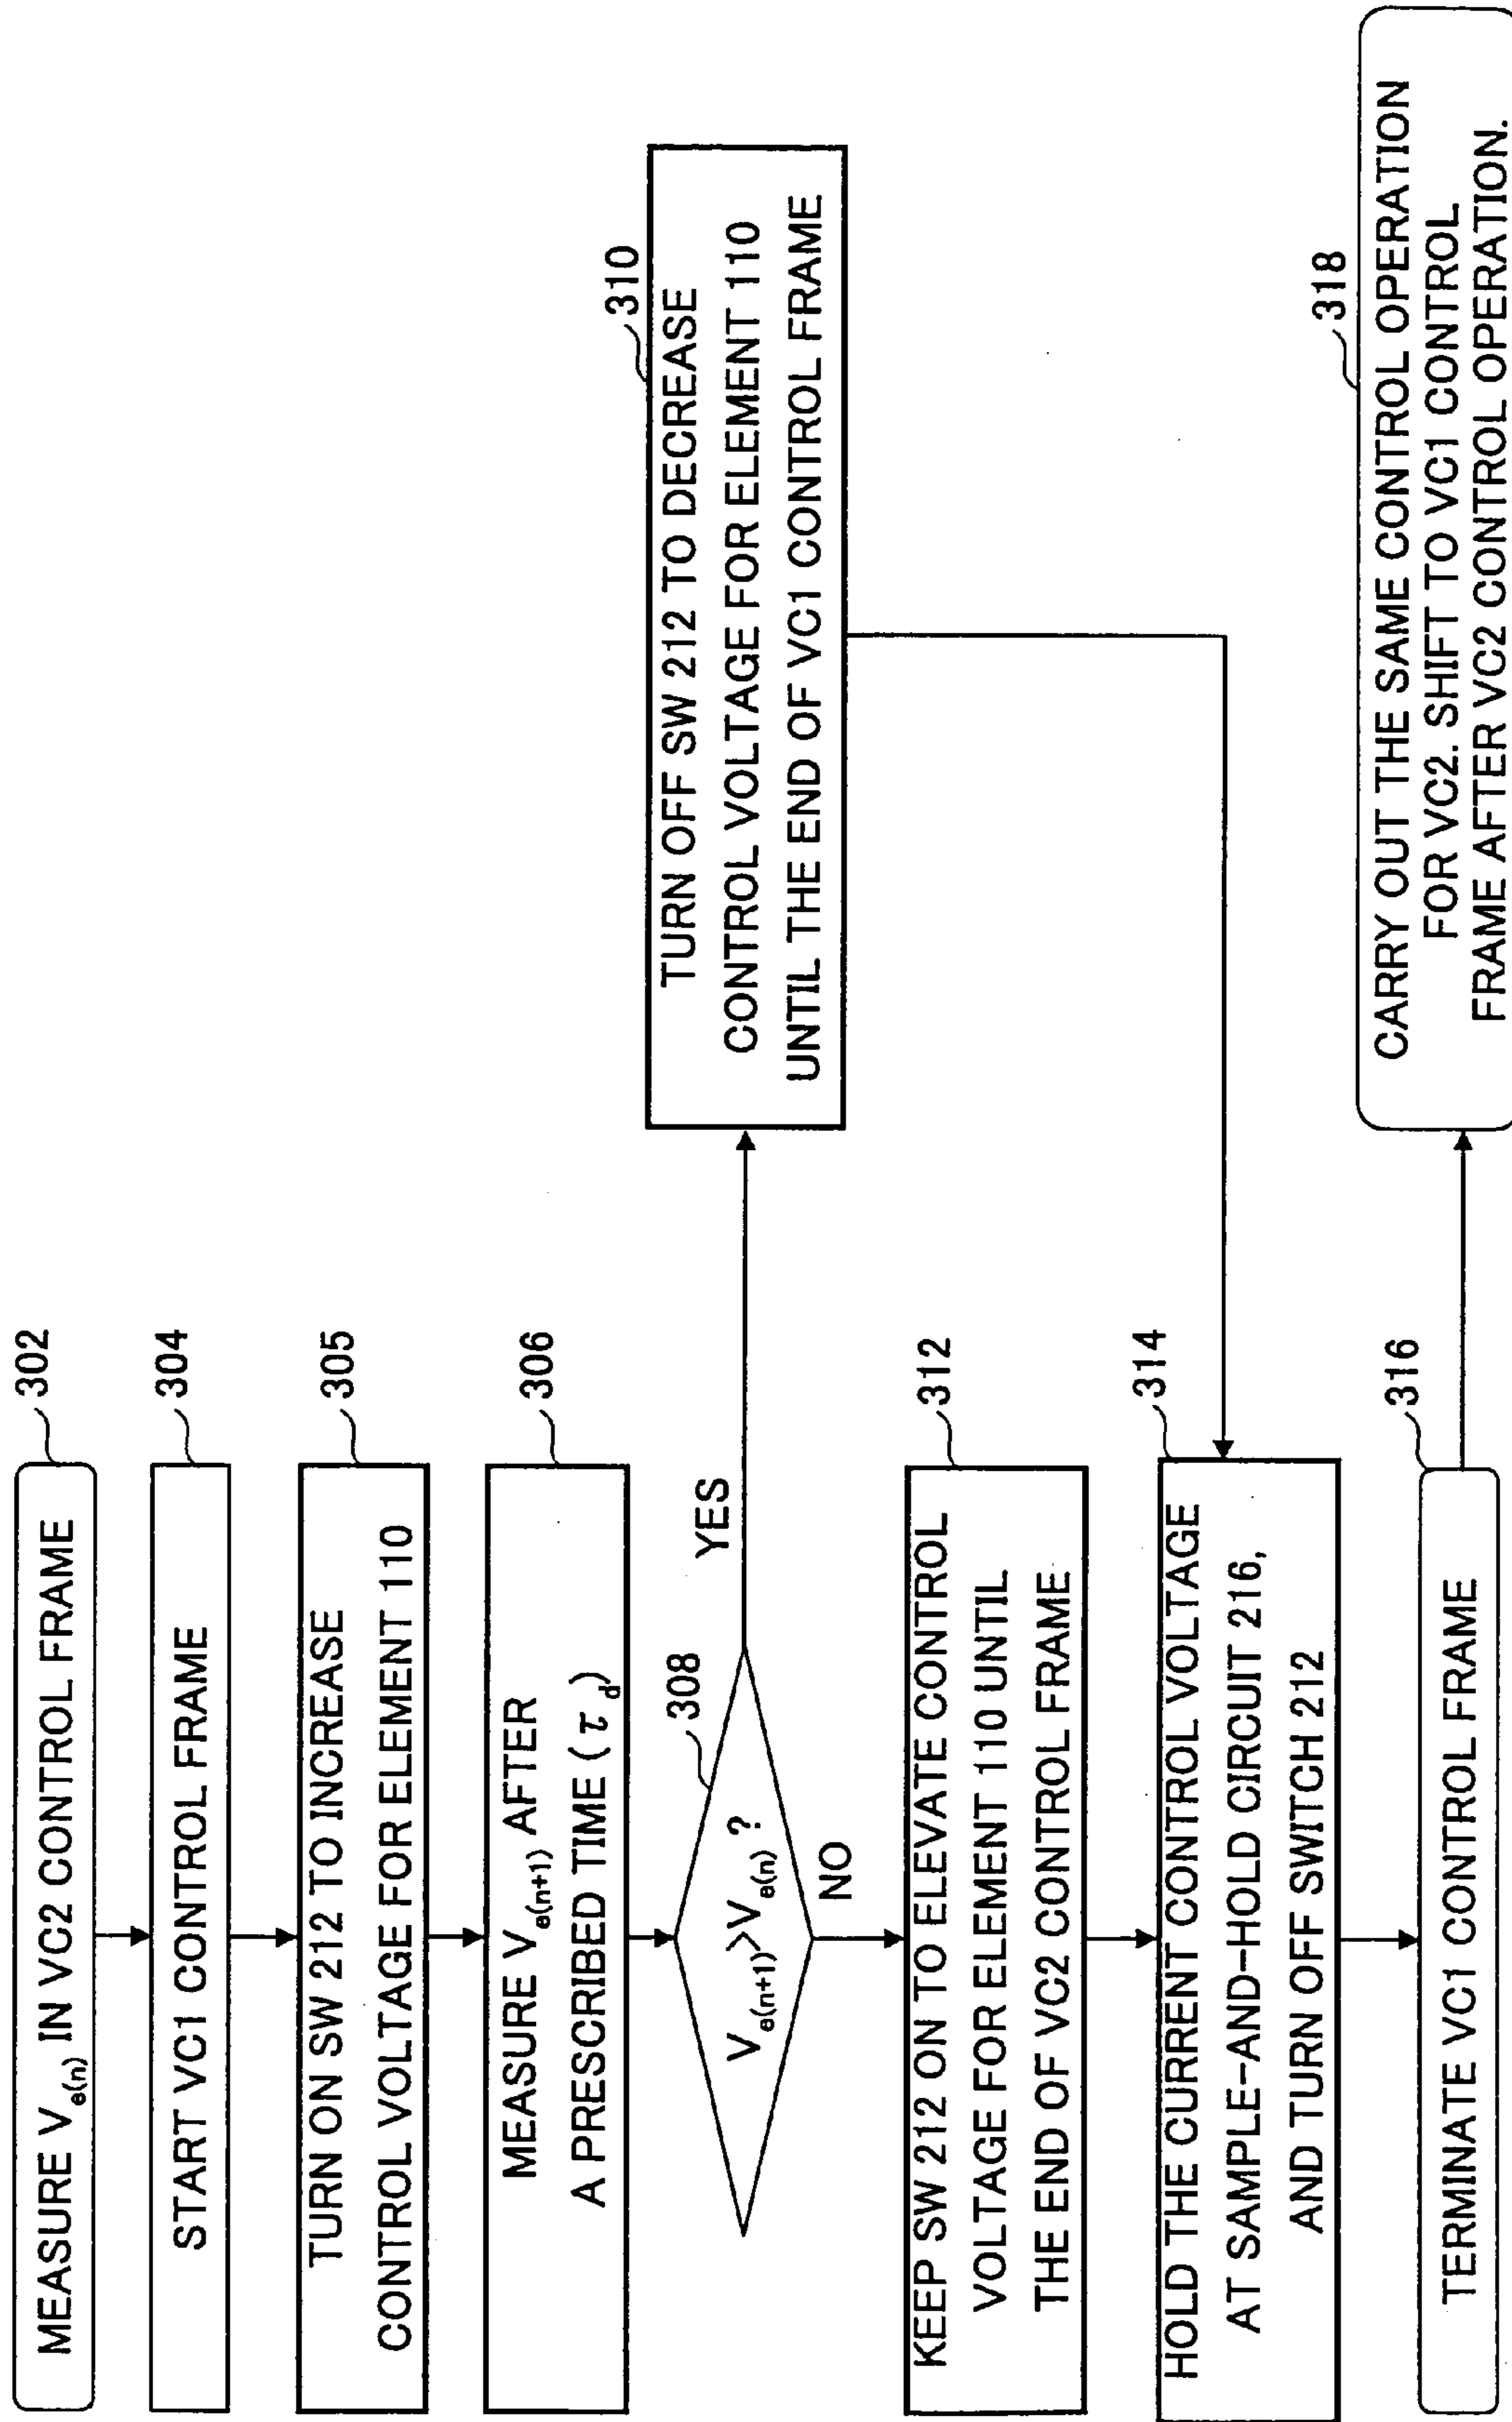 302
MEASURE Vₑ₍ₙ₎ IN VC2 CONTROL FRAME
304
START VC1 CONTROL FRAME
305
TURN ON SW 212 TO INCREASE
CONTROL VOLTAGE FOR ELEMENT 110
306
MEASURE Vₑ₍ₙ₊₁₎ AFTER
A PRESCRIBED TIME (τd)
308
Vₑ₍ₙ₊₁₎>Vₑ₍ₙ₎ ?
YES
NO
310
TURN OFF SW 212 TO DECREASE
CONTROL VOLTAGE FOR ELEMENT 110
UNTIL THE END OF VC1 CONTROL FRAME
312
KEEP SW 212 ON TO ELEVATE CONTROL
VOLTAGE FOR ELEMENT 110 UNTIL
THE END OF VC2 CONTROL FRAME
314
HOLD THE CURRENT CONTROL VOLTAGE
AT SAMPLE-AND-HOLD CIRCUIT 216,
AND TURN OFF SWITCH 212
316
TERMINATE VC1 CONTROL FRAME
318
CARRY OUT THE SAME CONTROL OPERATION
FOR VC2. SHIFT TO VC1 CONTROL
FRAME AFTER VC2 CONTROL OPERATION.